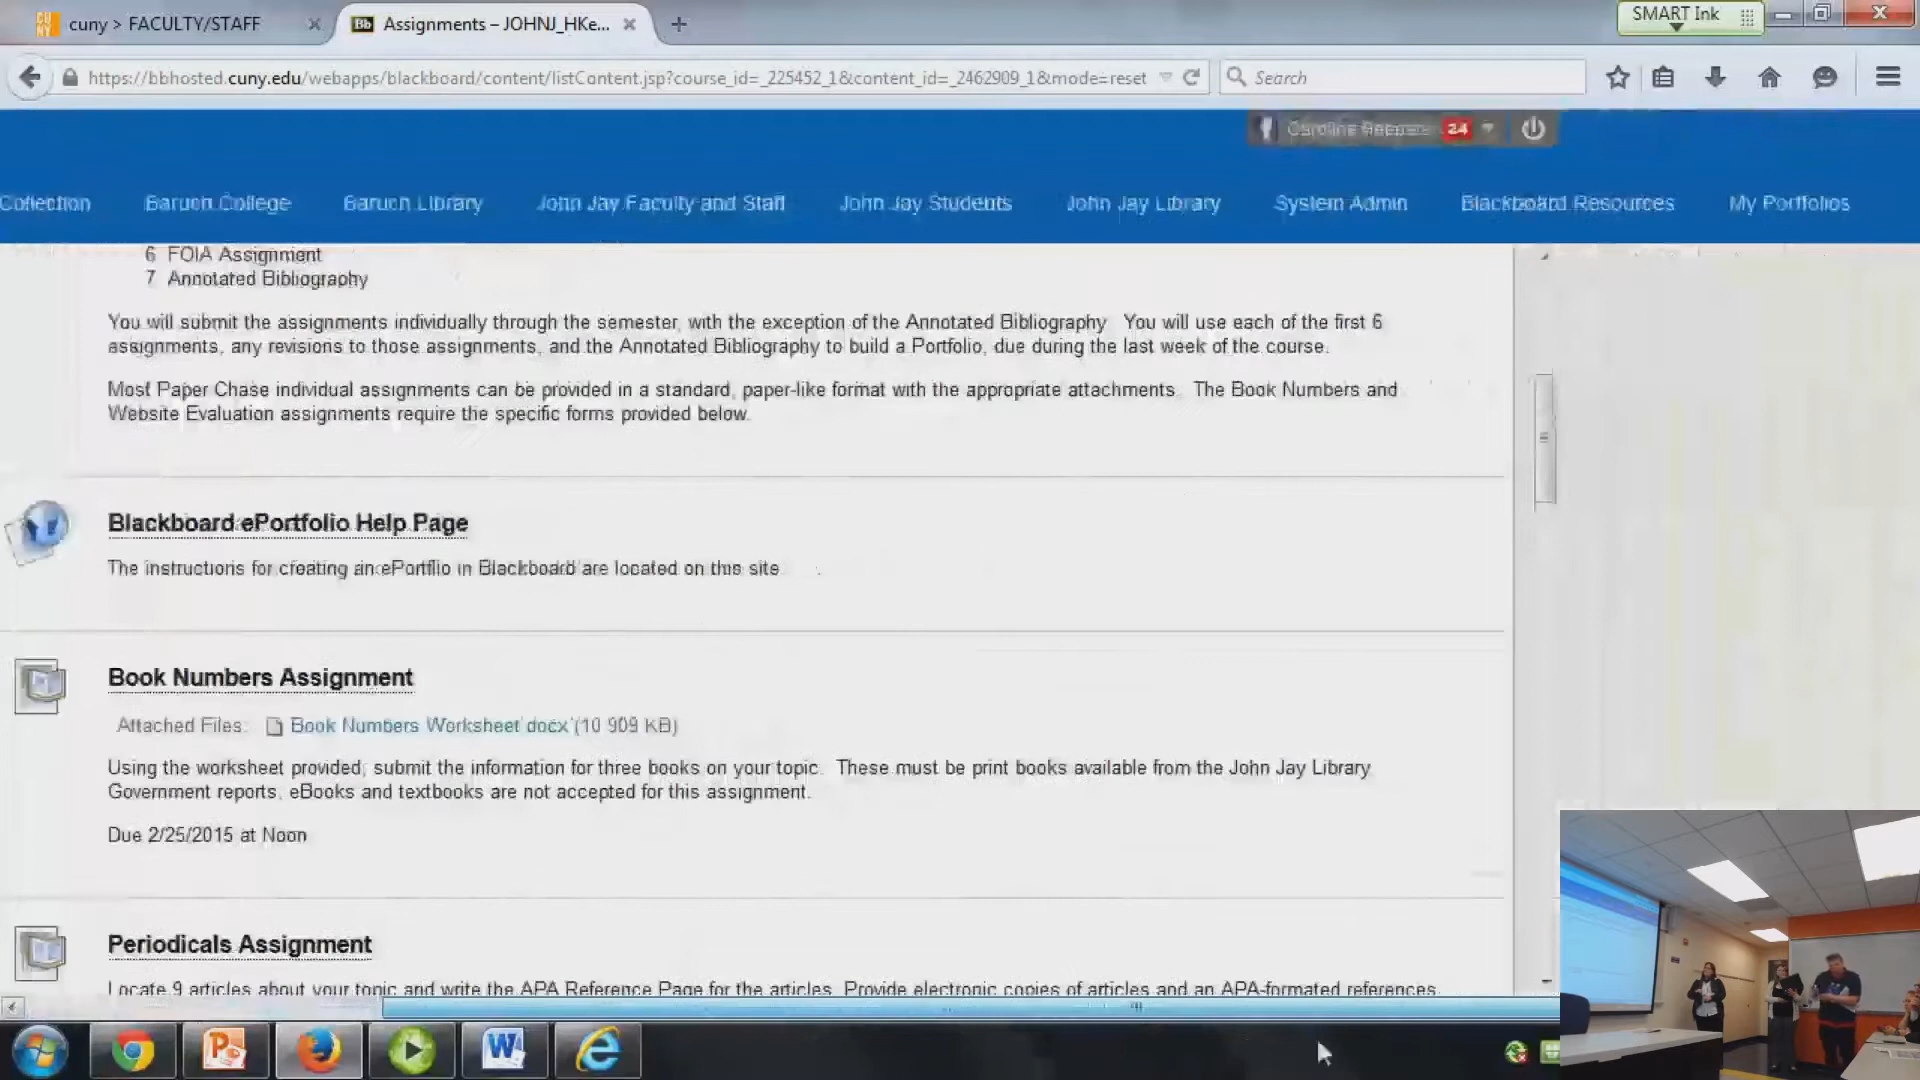 cuny > FACULTY/STAFF
Assignments – JOHNJ_HKe...
SMART Ink
https://bbhosted.cuny.edu/webapps/blackboard/content/listContent.jsp?course_id=_225452_1&content_id=_2462909_1&mode=reset
Search
24
Collection
Baruch College
Baruch Library
John Jay Faculty and Staff
John Jay Students
John Jay Library
System Admin
Blackboard Resources
My Portfolios
6 FOIA Assignment
7 Annotated Bibliography
You will submit the assignments individually through the semester, with the exception of the Annotated Bibliography You will use each of the first 6
assignments, any revisions to those assignments, and the Annotated Bibliography to build a Portfolio, due during the last week of the course.
Most Paper Chase individual assignments can be provided in a standard, paper-like format with the appropriate attachments. The Book Numbers and
Website Evaluation assignments require the specific forms provided below.
Blackboard ePortfolio Help Page
The instructions for creating an ePortflio in Blackboard are located on this site
Book Numbers Assignment
Attached Files: Book Numbers Worksheet docx (10 909 KB)
Using the worksheet provided, submit the information for three books on your topic. These must be print books available from the John Jay Library
Government reports, eBooks and textbooks are not accepted for this assignment.
Due 2/25/2015 at Noon
Periodicals Assignment
Locate 9 articles about your topic and write the APA Reference Page for the articles. Provide electronic copies of articles and an APA-formated references